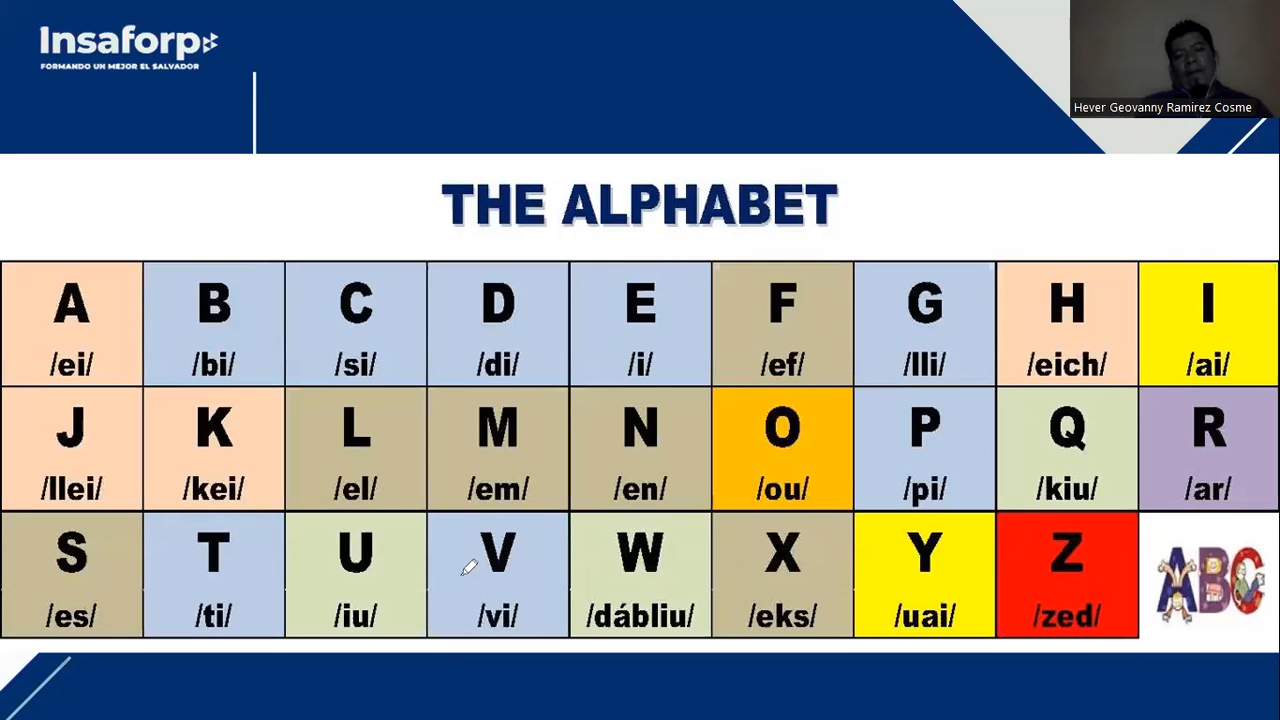 Insaforp
FORMANDO UN MEJOR EL SALVADOR
Hever Geovanny Ramirez Cosme
THE ALPHABET
A B C D E F G H I
/ei/ /bi/ /si/ /di/ /i/ /ef/ /lli/ /eich/ /ai/
J K L M N O P Q R
/llei/ /kei/ /el/ /em/ /en/ /ou/ /pi/ /kiu/ /ar/
S T U V W X Y Z
/es/ /ti/ /iu/ /vi/ /dábliu/ /eks/ /uai/ /zed/
ABC